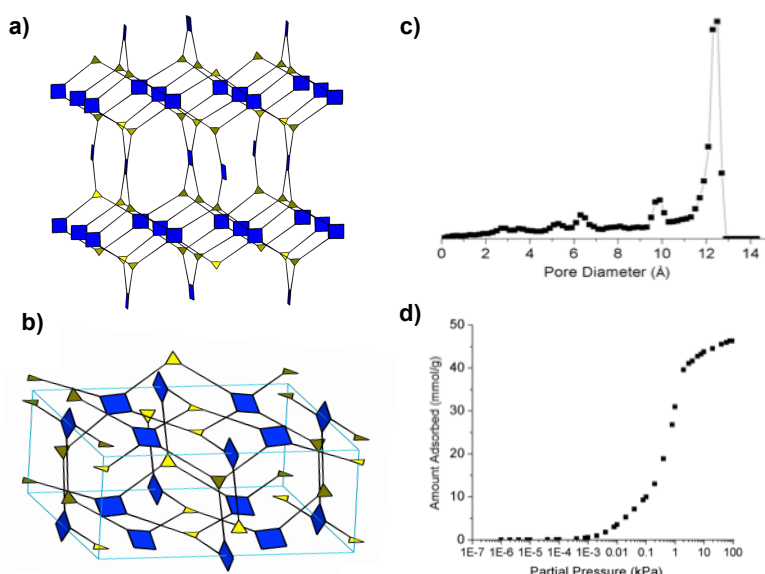 a)
c)
0 2 4 6 8 10 12 14
Pore Diameter (Å)
b)
d)
50
40
30
20
10
0
Amount Adsorbed (mmol/g)
1E-7 1E-6 1E-5 1E-4 1E-3 0.01 0.1 1 10 100
Partial Pressure (kPa)